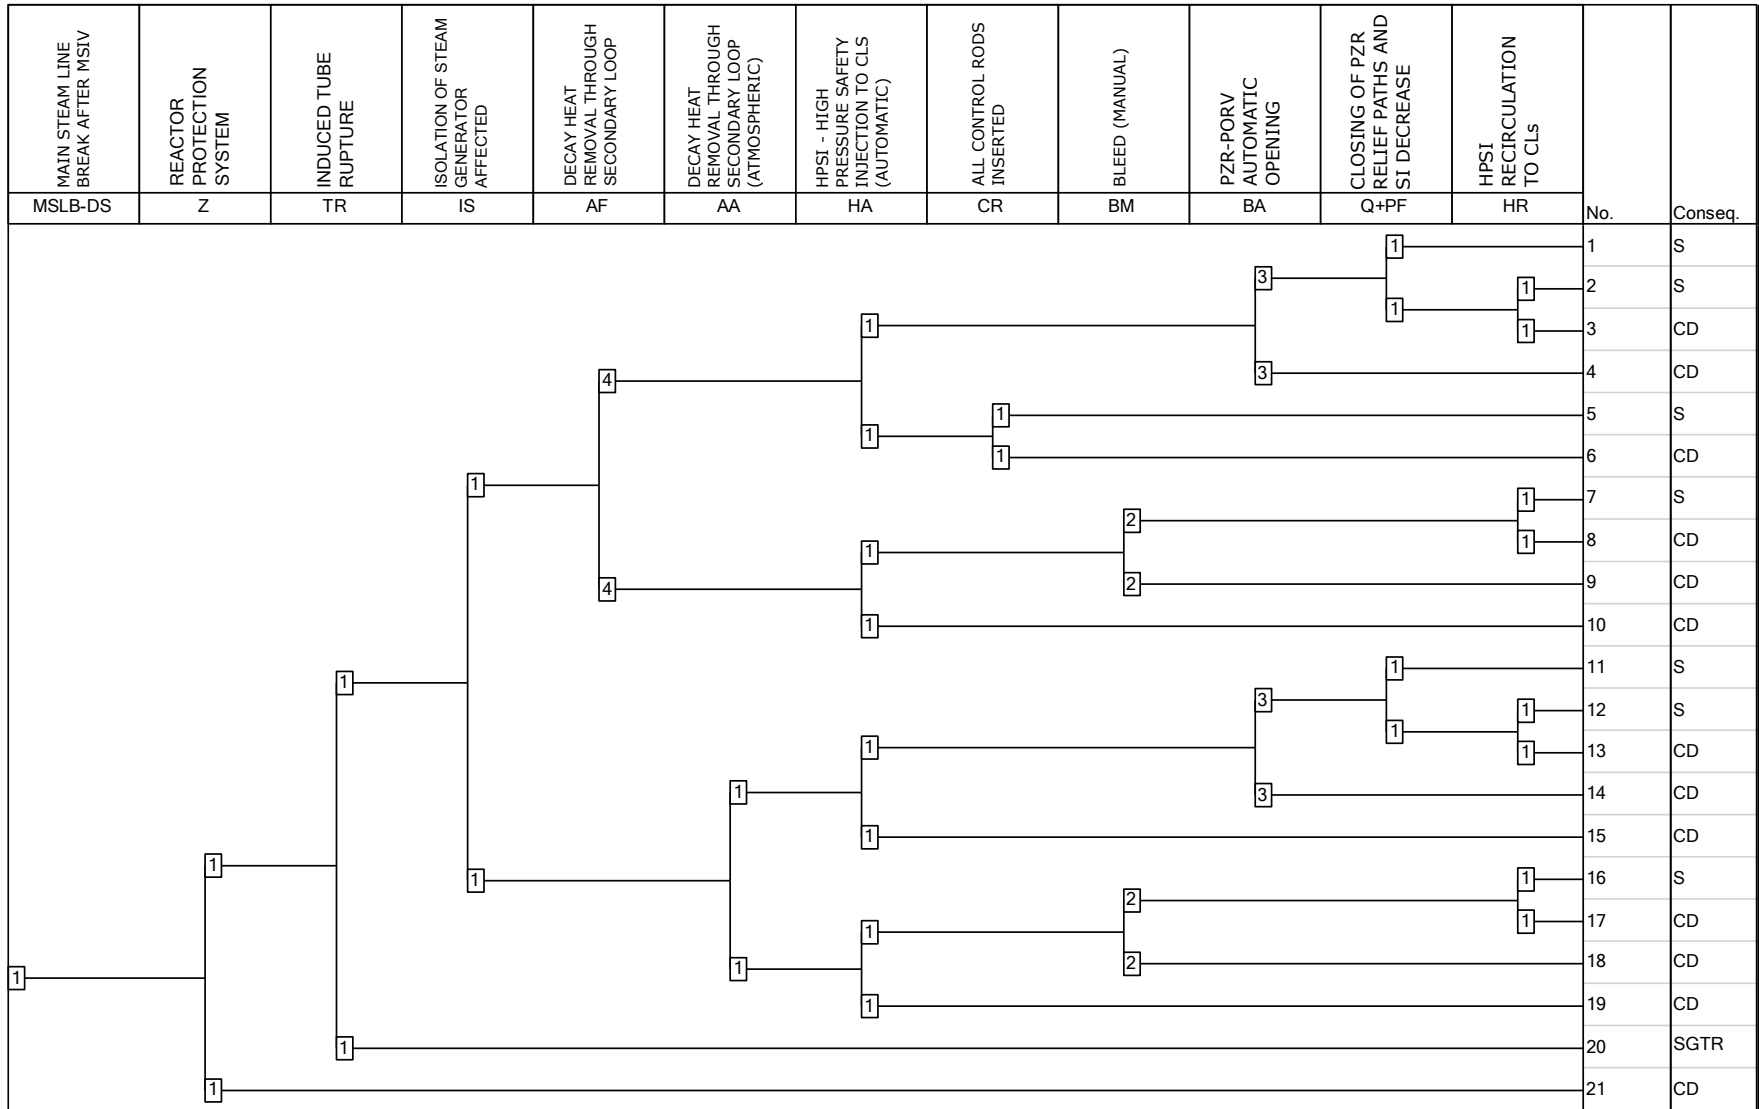 MAIN STEAM LINE
BREAK AFTER MSIV
REACTOR
PROTECTION
SYSTEM
INDUCED TUBE
RUPTURE
ISOLATION OF STEAM
GENERATOR
AFFECTED
DECAY HEAT
REMOVAL THROUGH
SECONDARY LOOP
DECAY HEAT
REMOVAL THROUGH
SECONDARY LOOP
(ATMOSPHERIC)
HPSI - HIGH
PRESSURE SAFETY
INJECTION TO CLS
(AUTOMATIC)
ALL CONTROL RODS
INSERTED
BLEED (MANUAL)
PZR-PORV
AUTOMATIC
OPENING
CLOSING OF PZR
RELIEF PATHS AND
SI DECREASE
HPSI
RECIRCULATION
TO CLs
MSLB-DS Z TR IS AF AA HA CR BM BA Q+PF HR No. Conseq.
1 1 S
3
1 2 S
1
1 1 3 CD
3 4 CD
4
1 5 S
1
1 6 CD
1
1 7 S
2
1 8 CD
1
2 9 CD
4
1 10 CD
1 11 S
1
3
1 12 S
1
1 1 13 CD
1 3 14 CD
1 15 CD
1
1 1 16 S
2
1 17 CD
1
2 18 CD
1
1
1 19 CD
1 20 SGTR
1 21 CD